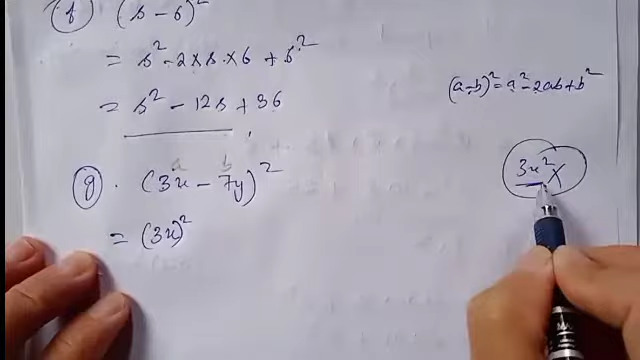 (f) (s - 6)²
= s² - 2 × s × 6 + 6²
= s² - 12s + 36
(a-b)² = a² - 2ab + b²
a b
(g). (3x - 7y)²
3x² ×
= (3x)²
MAX